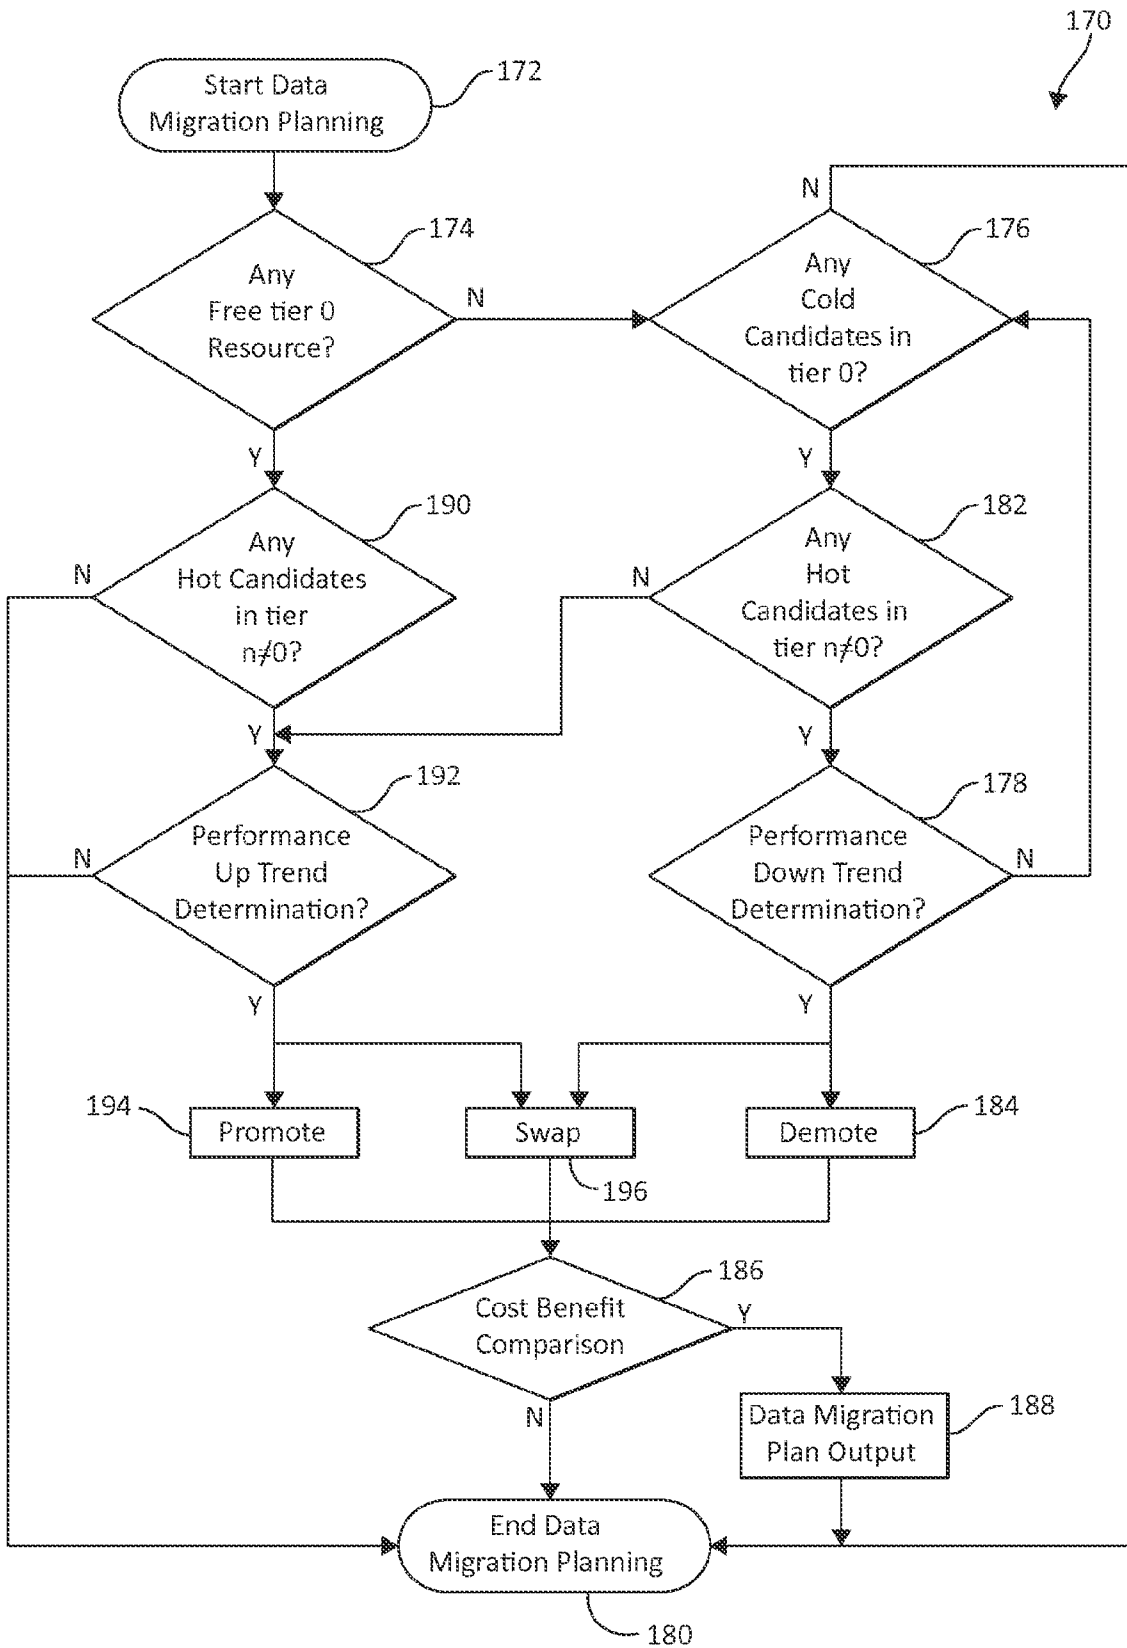 170
Start Data
Migration Planning
172
N
174
Any
Free tier 0
Resource?
N
176
Any
Cold
Candidates in
tier 0?
Y
Y
190
Any
Hot Candidates
in tier
n≠0?
N
182
Any
Hot
Candidates in
tier n≠0?
N
Y
Y
192
Performance
Up Trend
Determination?
N
178
Performance
Down Trend
Determination?
N
Y
Y
194
Promote
Swap
196
Demote
184
186
Cost Benefit
Comparison
Y
N
Data Migration
Plan Output
188
End Data
Migration Planning
180